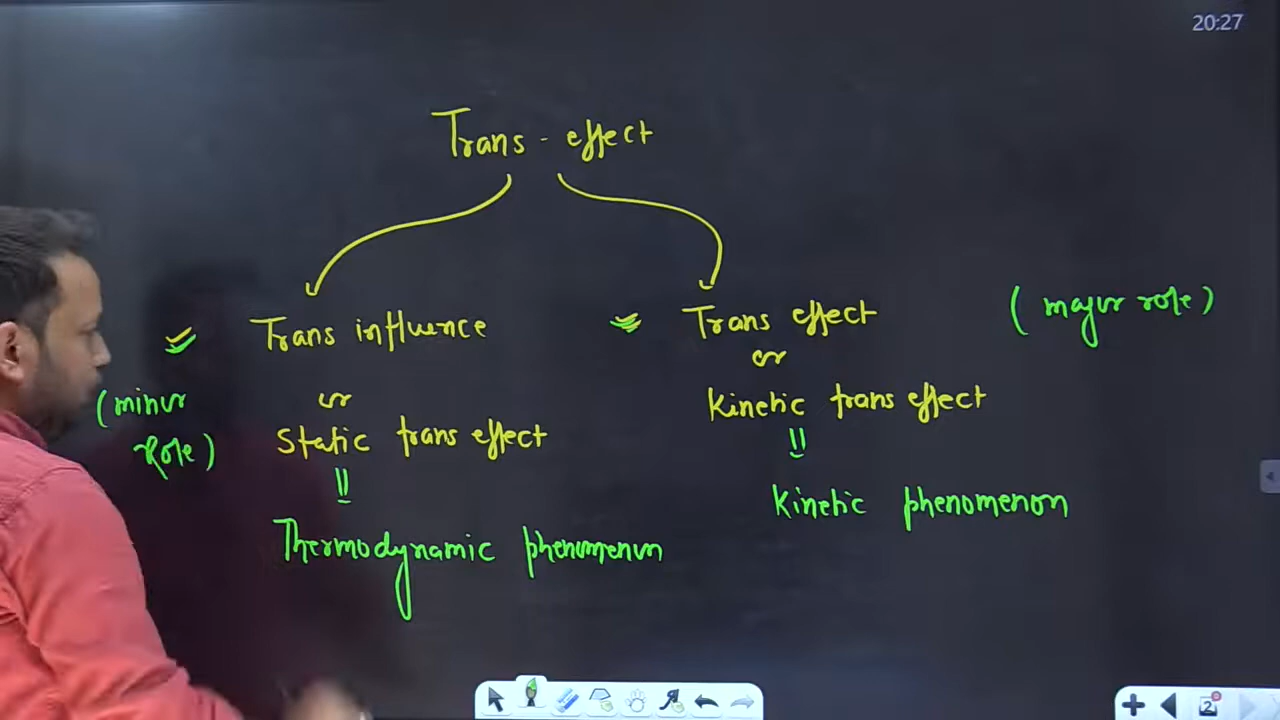 20:27
Trans - effect
Trans influence
or
Static trans effect
Thermodynamic phenomenon
(minor
Role)
Trans effect
or
Kinetic trans effect
Kinetic phenomenon
(major role)
2